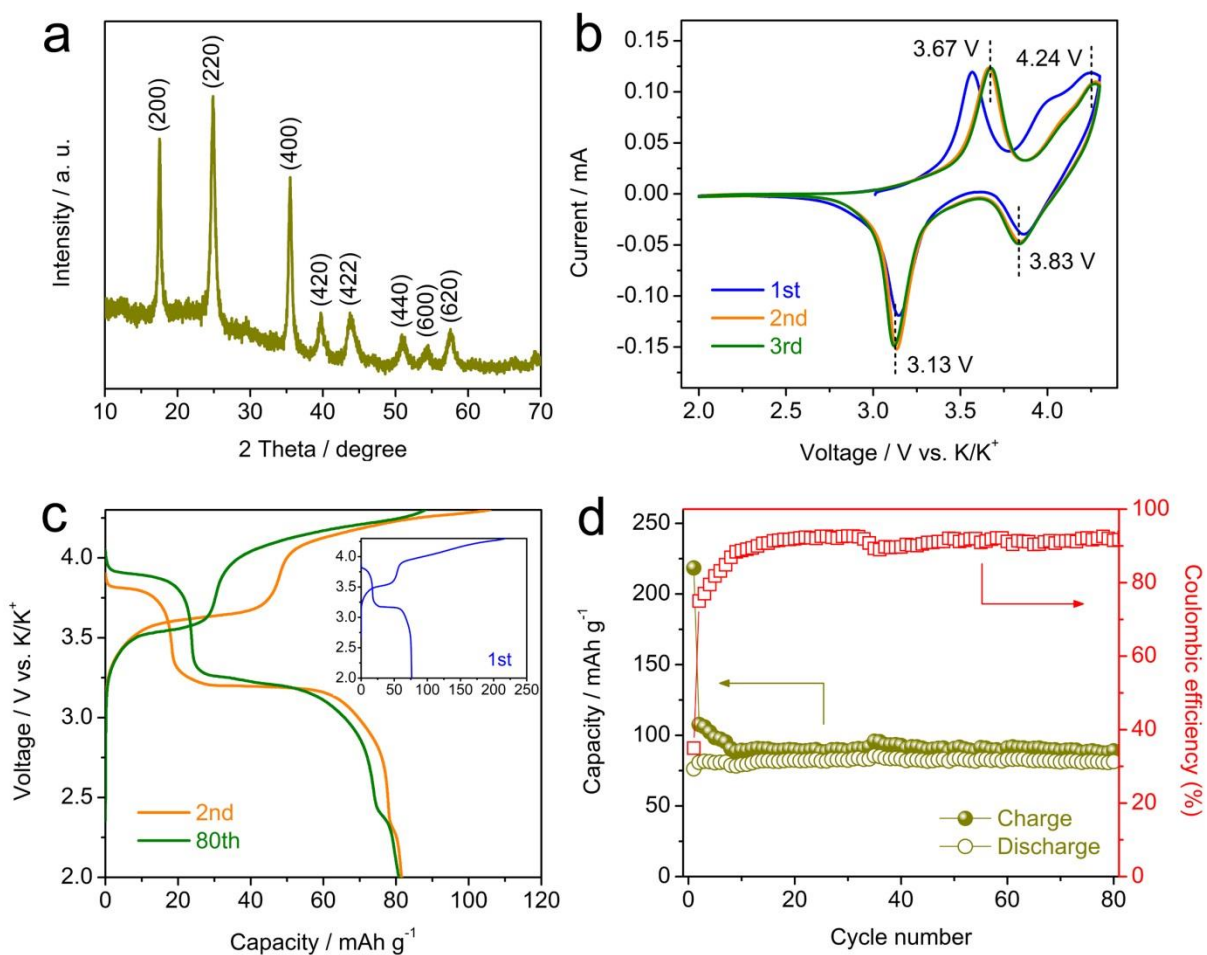 a
Intensity / a. u.
(200)
(220)
(400)
(420)
(422)
(440)
(600)
(620)
10 20 30 40 50 60 70
2 Theta / degree
b
Current / mA
0.15
0.10
0.05
0.00
-0.05
-0.10
-0.15
3.67 V
4.24 V
3.83 V
3.13 V
1st
2nd
3rd
2.0 2.5 3.0 3.5 4.0
Voltage / V vs. K/K⁺
c
Voltage / V vs. K/K⁺
4.0
3.5
3.0
2.5
2.0
4.0
3.5
3.0
2.5
2.0
1st
0 50 100 150 200 250
2nd
80th
0 20 40 60 80 100 120
Capacity / mAh g⁻¹
d
Capacity / mAh g⁻¹
250
200
150
100
50
0
100
80
60
40
20
0
Coulombic efficiency (%)
Charge
Discharge
0 20 40 60 80
Cycle number